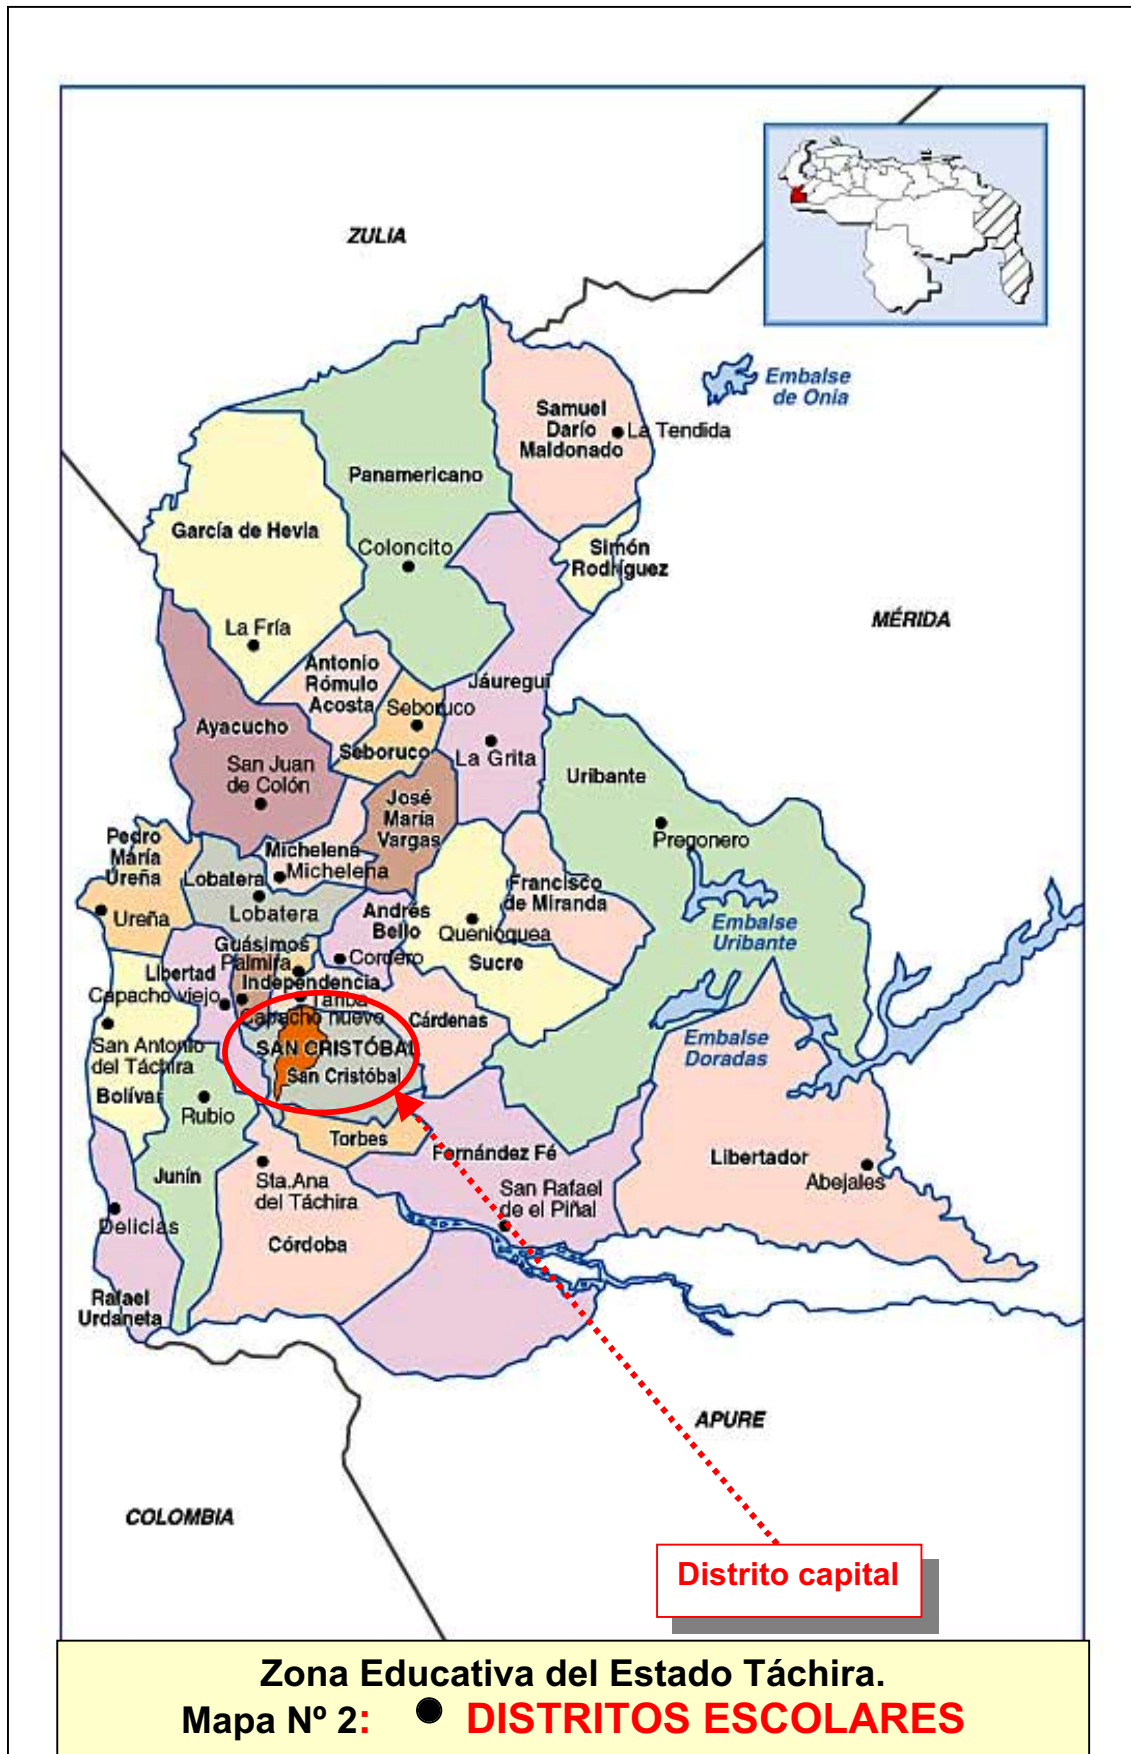 ZULIA
Embalse
de Onia
Samuel
Darío
Maldonado
La Tendida
Panamericano
García de Hevia
Coloncito
Simón
Rodríguez
MÉRIDA
La Fría
Antonio
Rómulo
Acosta
Jáuregui
Seboruco
Ayacucho
Seboruco
La Grita
San Juan
de Colón
Uribante
José
María
Vargas
Pedro
María
Ureña
Pregonero
Michelena
Michelena
Lobatera
Lobatera
Francisco
de Miranda
Ureña
Andrés
Bello
Queniquea
Embalse
Uribante
Guásimos
Palmira
Cordero
Sucre
Libertad
Independencia
Capacho viejo
Táriba
Capacho nuevo
Cárdenas
San Antonio
del Táchira
SAN CRISTÓBAL
San Cristóbal
Embalse
Doradas
Bolívar
Rubio
Torbes
Fernández Fé
Libertador
Abejales
Junín
Sta.Ana
del Táchira
San Rafael
de el Piñal
Delicias
Córdoba
Rafael
Urdaneta
APURE
COLOMBIA
Distrito capital
Zona Educativa del Estado Táchira.
Mapa Nº 2: ● DISTRITOS ESCOLARES